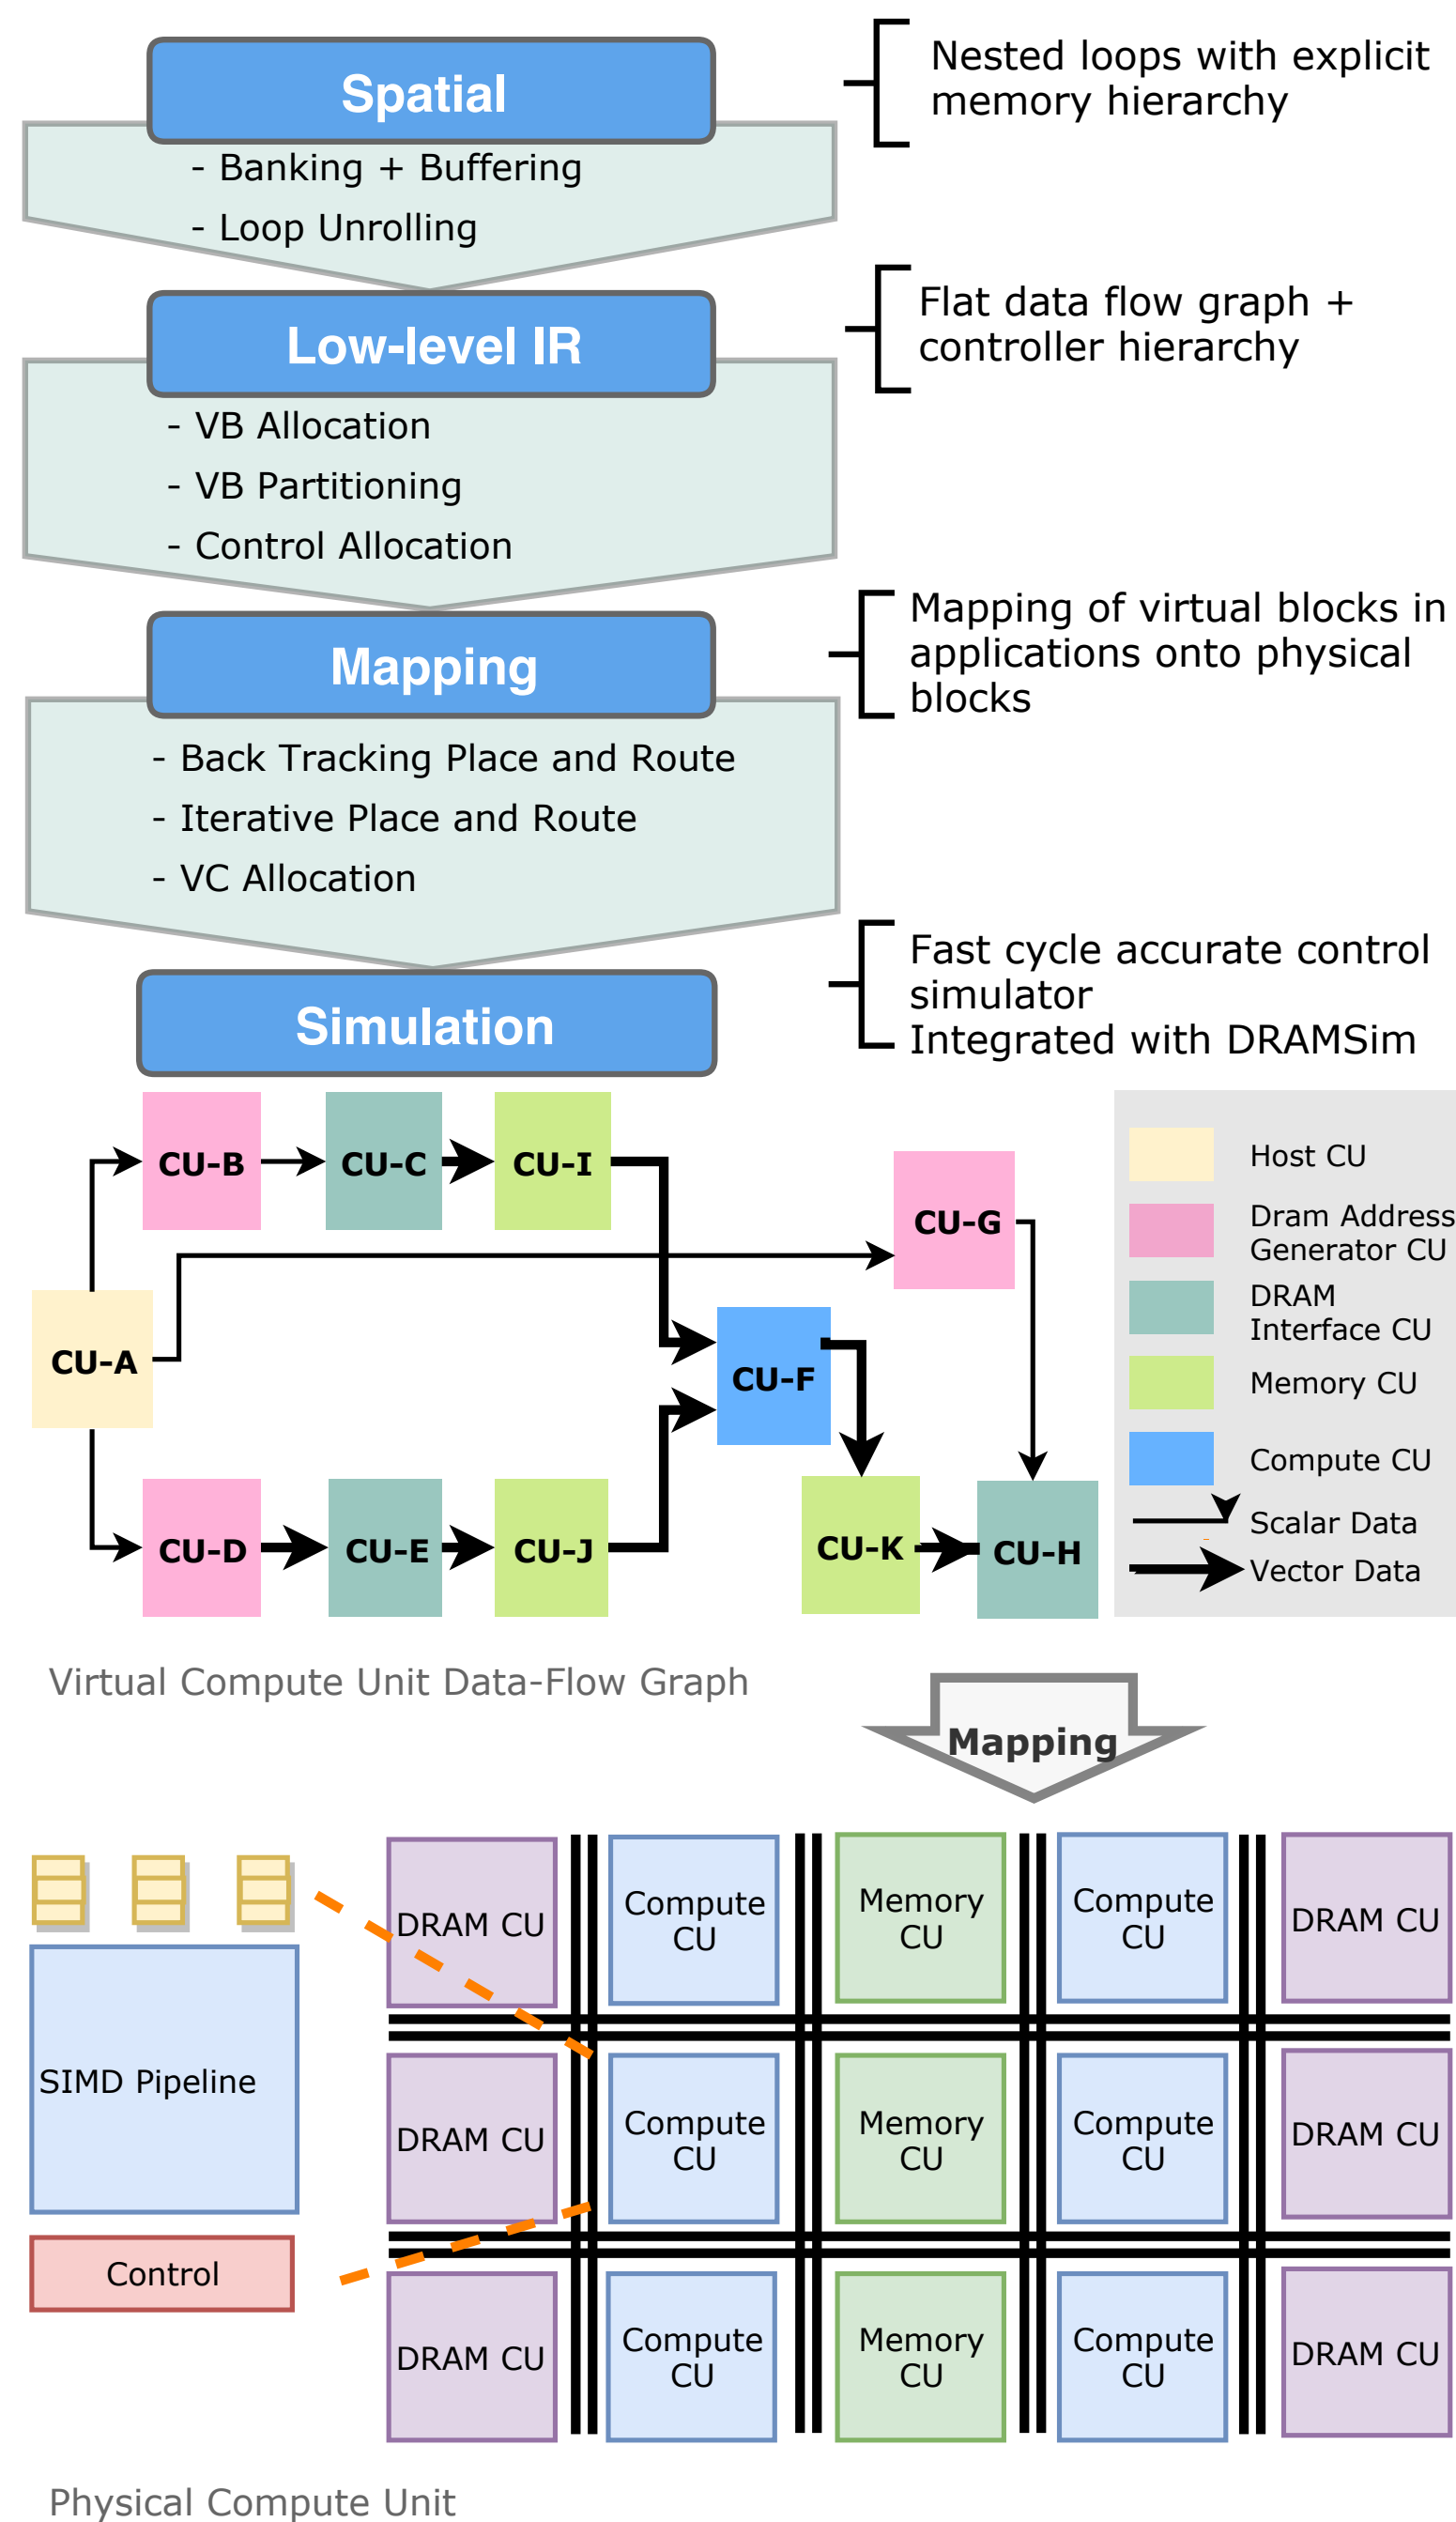 Spatial
Nested loops with explicit
memory hierarchy
- Banking + Buffering
- Loop Unrolling
Low-level IR
Flat data flow graph +
controller hierarchy
- VB Allocation
- VB Partitioning
- Control Allocation
Mapping
Mapping of virtual blocks in
applications onto physical
blocks
- Back Tracking Place and Route
- Iterative Place and Route
- VC Allocation
Simulation
Fast cycle accurate control
simulator
Integrated with DRAMSim
CU-B
CU-C
CU-I
CU-G
CU-A
CU-F
CU-D
CU-E
CU-J
CU-K
CU-H
Host CU
Dram Address
Generator CU
DRAM
Interface CU
Memory CU
Compute CU
Scalar Data
Vector Data
Virtual Compute Unit Data-Flow Graph
Mapping
SIMD Pipeline
Control
DRAM CU
Compute
CU
Memory
CU
Compute
CU
DRAM CU
DRAM CU
Compute
CU
Memory
CU
Compute
CU
DRAM CU
DRAM CU
Compute
CU
Memory
CU
Compute
CU
DRAM CU
Physical Compute Unit